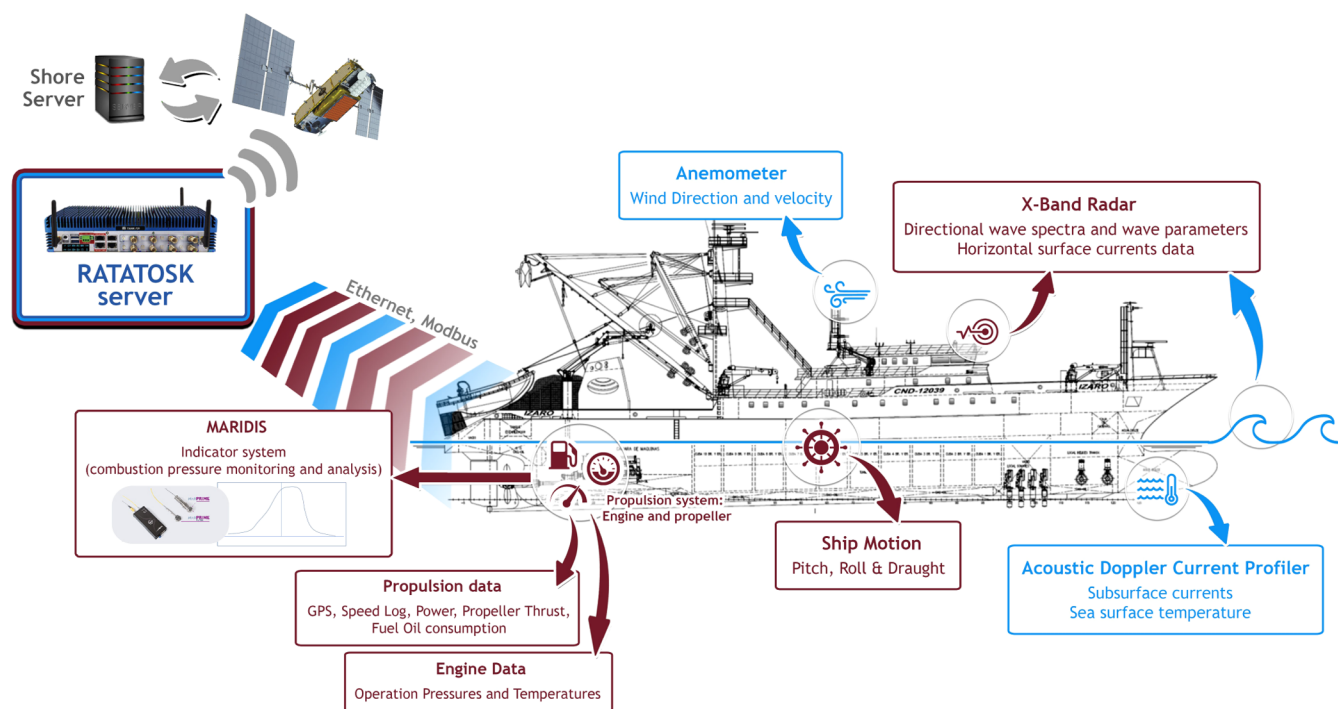 Shore
Server
RATATOSK
server
Ethernet, Modbus
Anemometer
Wind Direction and velocity
X-Band Radar
Directional wave spectra and wave parameters
Horizontal surface currents data
IZARO
CND-12039
IZARO
MARIDIS
Indicator system
(combustion pressure monitoring and analysis)
PRIME
Propulsion system:
Engine and propeller
Ship Motion
Pitch, Roll & Draught
Acoustic Doppler Current Profiler
Subsurface currents
Sea surface temperature
Propulsion data
GPS, Speed Log, Power, Propeller Thrust,
Fuel Oil consumption
Engine Data
Operation Pressures and Temperatures